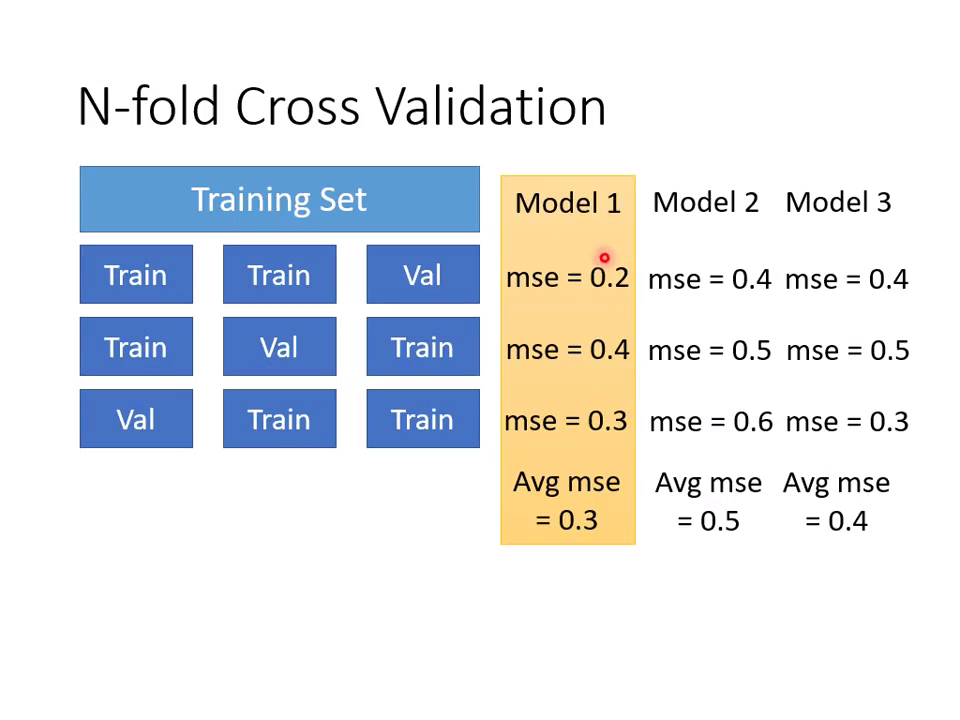 N-fold Cross Validation
Training Set
Model 1 Model 2 Model 3
Train Train Val
mse = 0.2 mse = 0.4 mse = 0.4
Train Val Train
mse = 0.4 mse = 0.5 mse = 0.5
Val Train Train
mse = 0.3 mse = 0.6 mse = 0.3
Avg mse Avg mse Avg mse
= 0.3 = 0.5 = 0.4